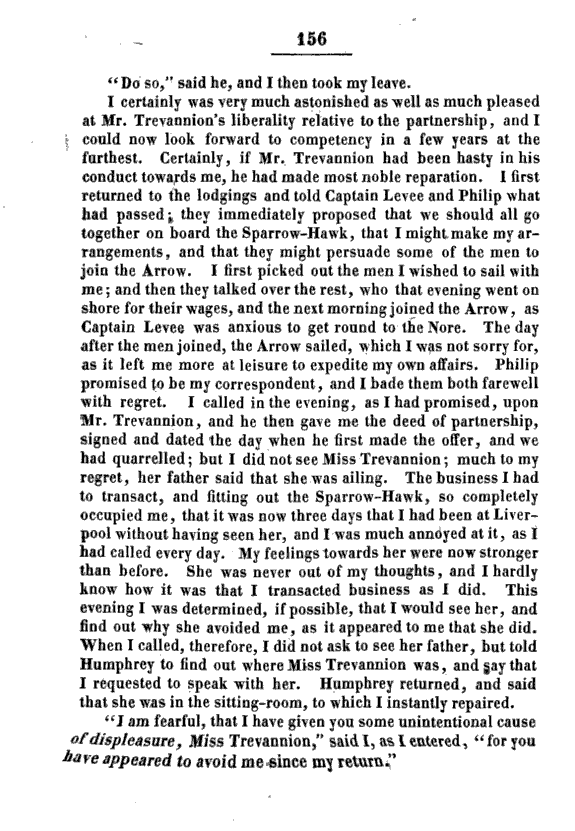 156
“Do so,” said he, and I then took my leave.
I certainly was very much astonished as well as much pleased
at Mr. Trevannion's liberality relative to the partnership, and I
could now look forward to competency in a few years at the
furthest. Certainly, if Mr. Trevannion had been hasty in his
conduct towards me, he had made most noble reparation. I first
returned to the lodgings and told Captain Levee and Philip what
had passed; they immediately proposed that we should all go
together on board the Sparrow-Hawk, that I might make my ar-
rangements, and that they might persuade some of the men to
join the Arrow. I first picked out the men I wished to sail with
me; and then they talked over the rest, who that evening went on
shore for their wages, and the next morning joined the Arrow, as
Captain Levee was anxious to get round to the Nore. The day
after the men joined, the Arrow sailed, which I was not sorry for,
as it left me more at leisure to expedite my own affairs. Philip
promised to be my correspondent, and I bade them both farewell
with regret. I called in the evening, as I had promised, upon
Mr. Trevannion, and he then gave me the deed of partnership,
signed and dated the day when he first made the offer, and we
had quarrelled; but I did not see Miss Trevannion; much to my
regret, her father said that she was ailing. The business I had
to transact, and fitting out the Sparrow-Hawk, so completely
occupied me, that it was now three days that I had been at Liver-
pool without having seen her, and I was much annoyed at it, as I
had called every day. My feelings towards her were now stronger
than before. She was never out of my thoughts, and I hardly
know how it was that I transacted business as I did. This
evening I was determined, if possible, that I would see her, and
find out why she avoided me, as it appeared to me that she did.
When I called, therefore, I did not ask to see her father, but told
Humphrey to find out where Miss Trevannion was, and say that
I requested to speak with her. Humphrey returned, and said
that she was in the sitting-room, to which I instantly repaired.
“I am fearful, that I have given you some unintentional cause
of displeasure, Miss Trevannion,” said I, as I entered, “for you
have appeared to avoid me since my return.”